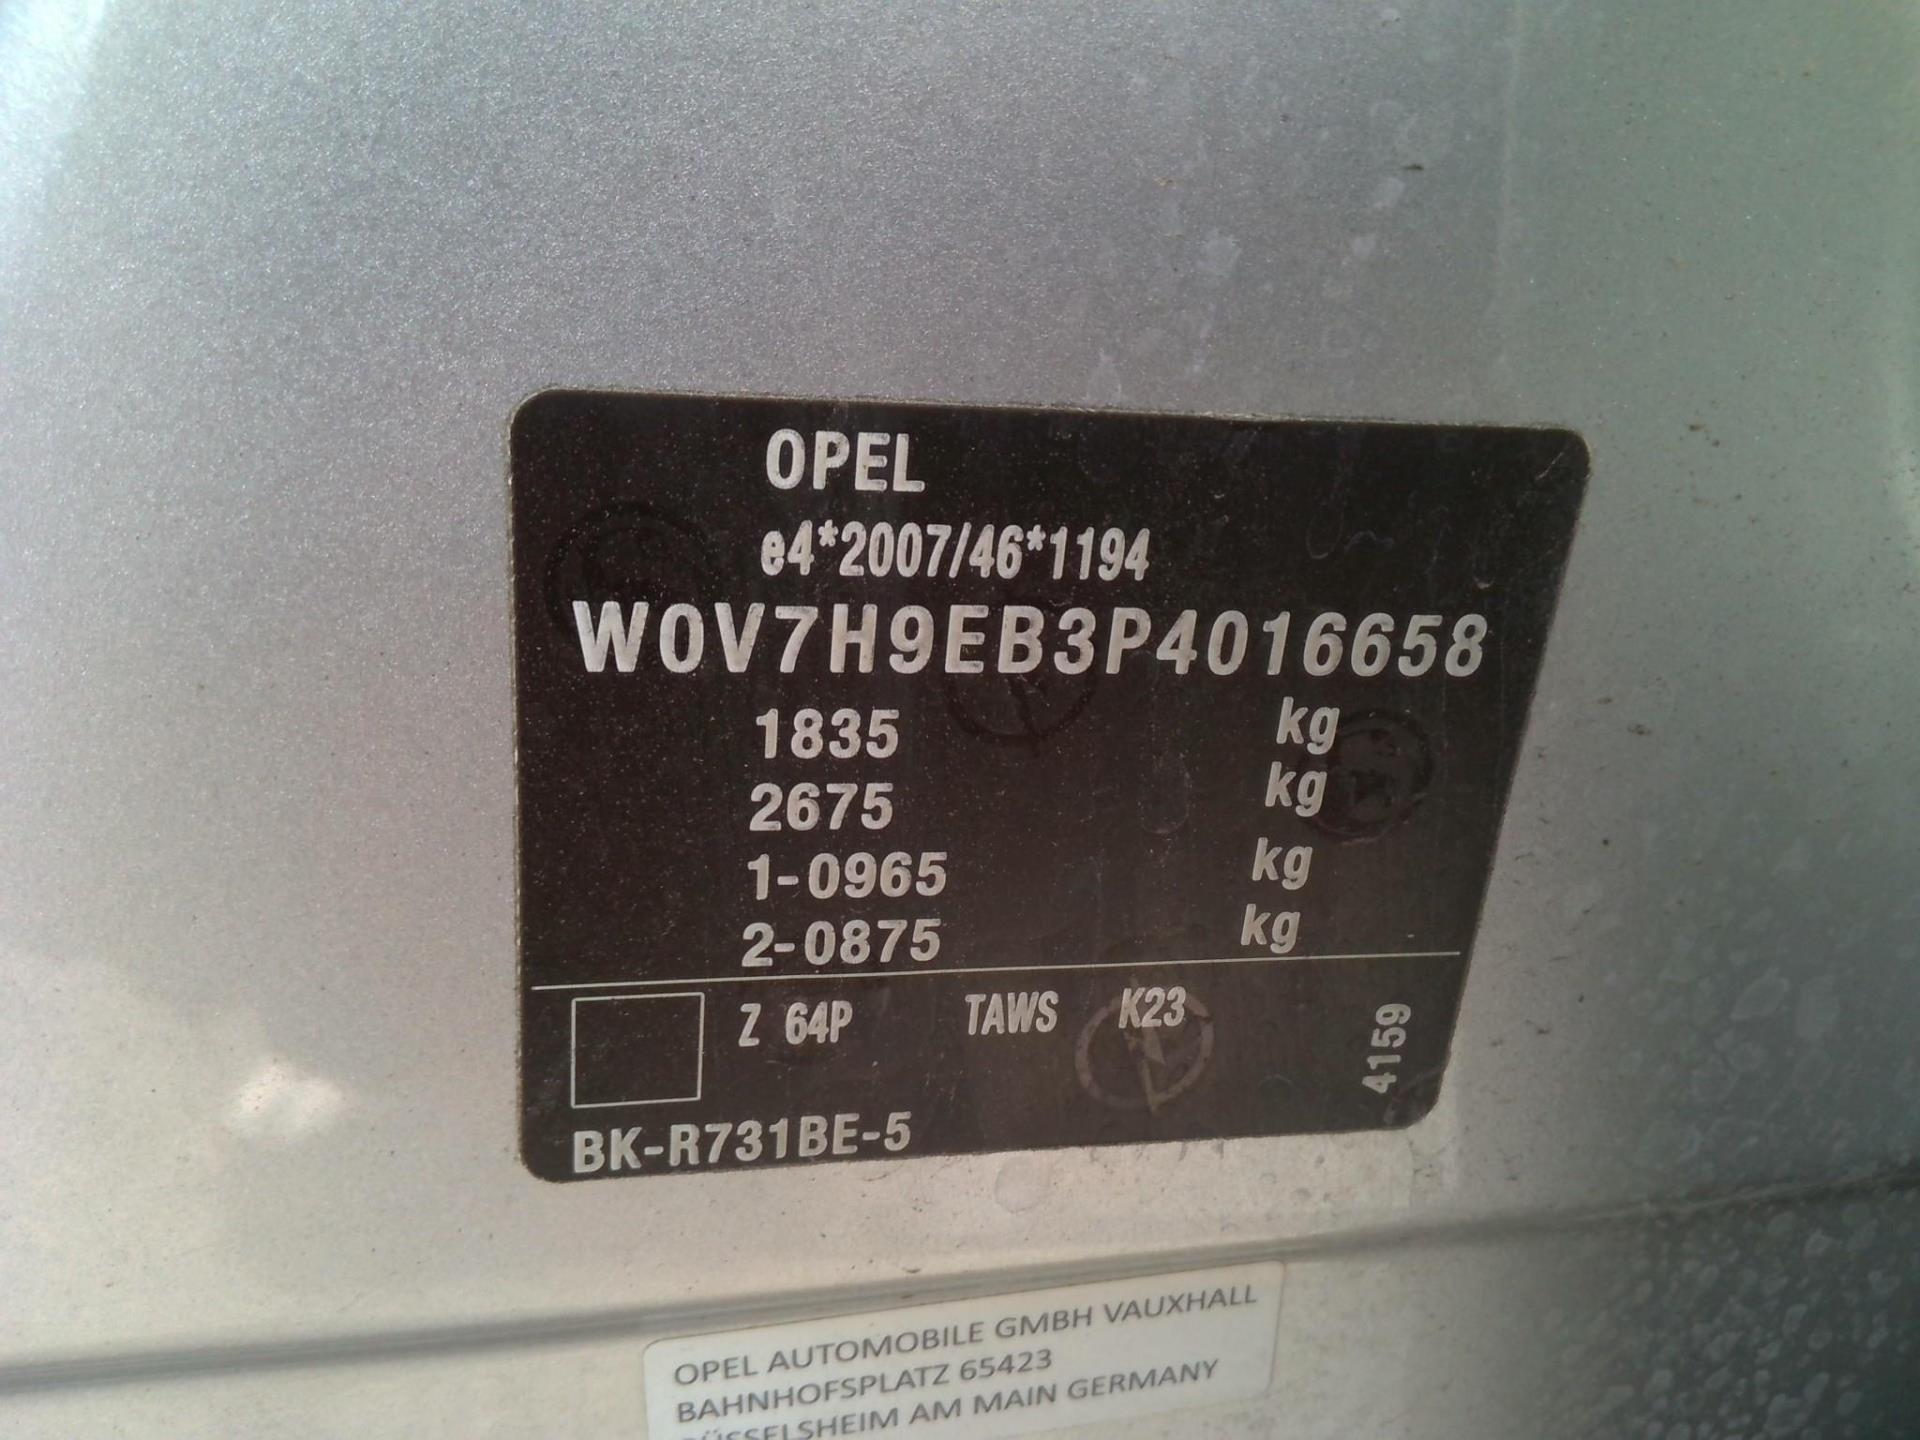 OPEL
e4*2007/46*1194
W0V7H9EB3P4016658
1835 kg
2675 kg
1-0965 kg
2-0875 kg
Z 64P TAWS K23
4159
BK-R731BE-5
OPEL AUTOMOBILE GMBH VAUXHALL
BAHNHOFSPLATZ 65423
RÜSSELSHEIM AM MAIN GERMANY